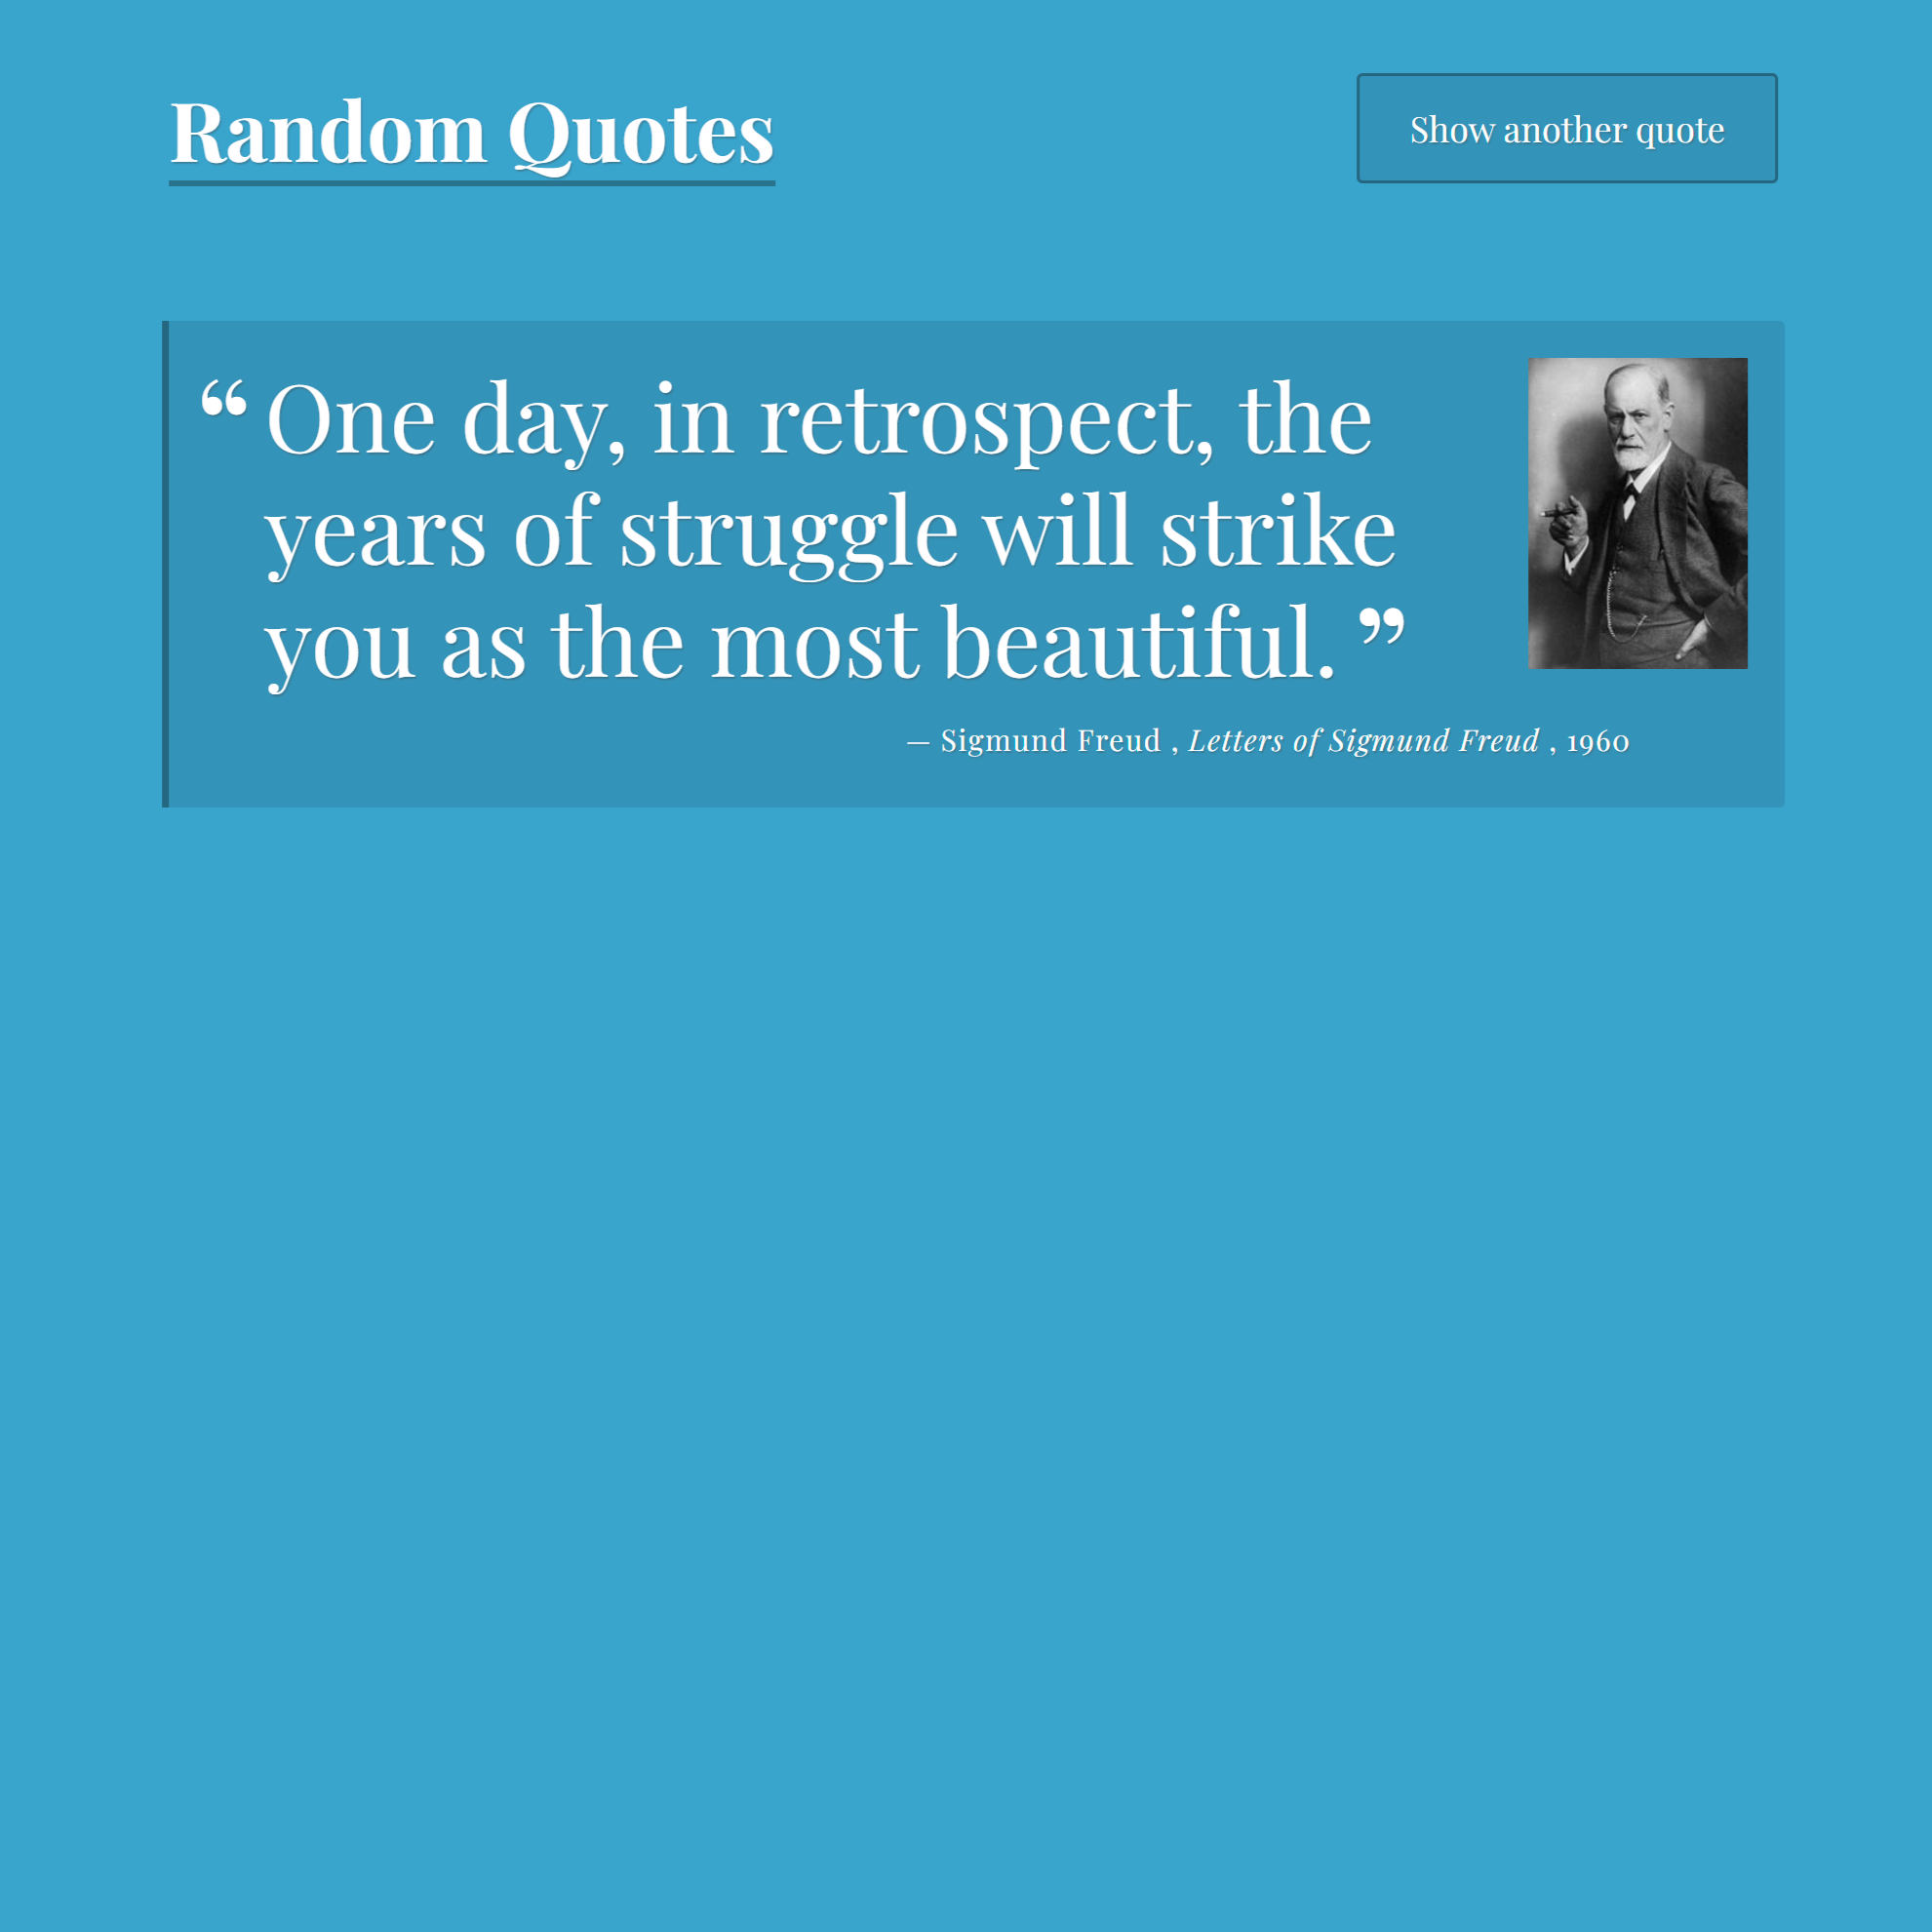 Random Quotes
Show another quote
“ One day, in retrospect, the
years of struggle will strike
you as the most beautiful. ”
— Sigmund Freud , Letters of Sigmund Freud , 1960